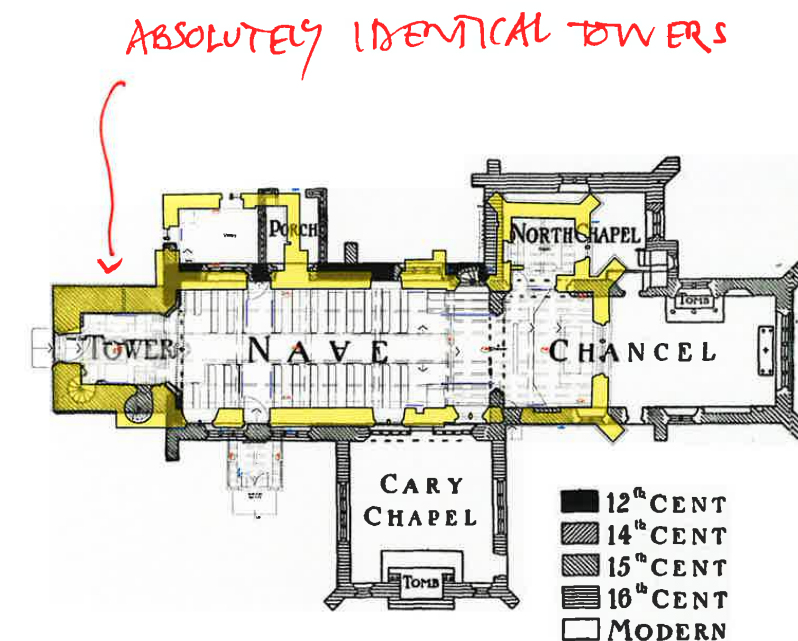 ABSOLUTELY IDENTICAL TOWERS
PORCH
NORTH CHAPEL
TOMB
TOWER
NAVE
CHANCEL
CARY
CHAPEL
TOMB
12th CENT
14th CENT
15th CENT
16th CENT
MODERN